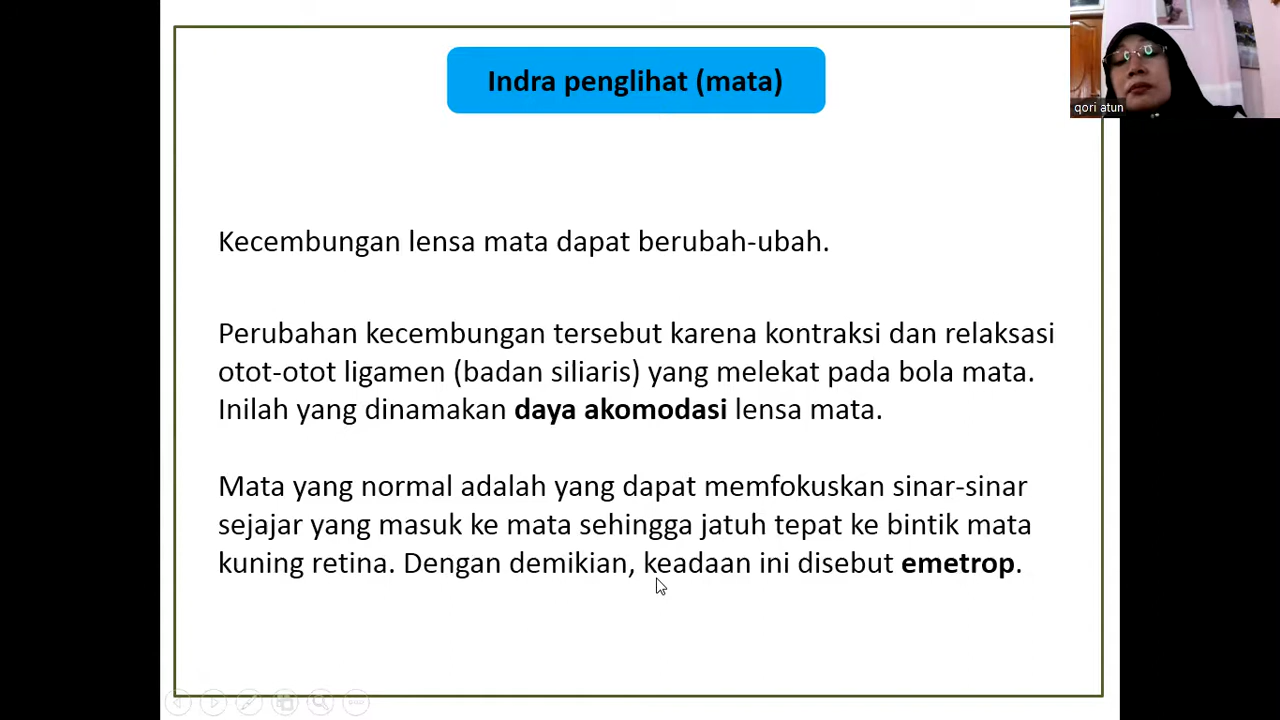 Indra penglihat (mata)
qori atun
Kecembungan lensa mata dapat berubah-ubah.
Perubahan kecembungan tersebut karena kontraksi dan relaksasi
otot-otot ligamen (badan siliaris) yang melekat pada bola mata.
Inilah yang dinamakan daya akomodasi lensa mata.
Mata yang normal adalah yang dapat memfokuskan sinar-sinar
sejajar yang masuk ke mata sehingga jatuh tepat ke bintik mata
kuning retina. Dengan demikian, keadaan ini disebut emetrop.